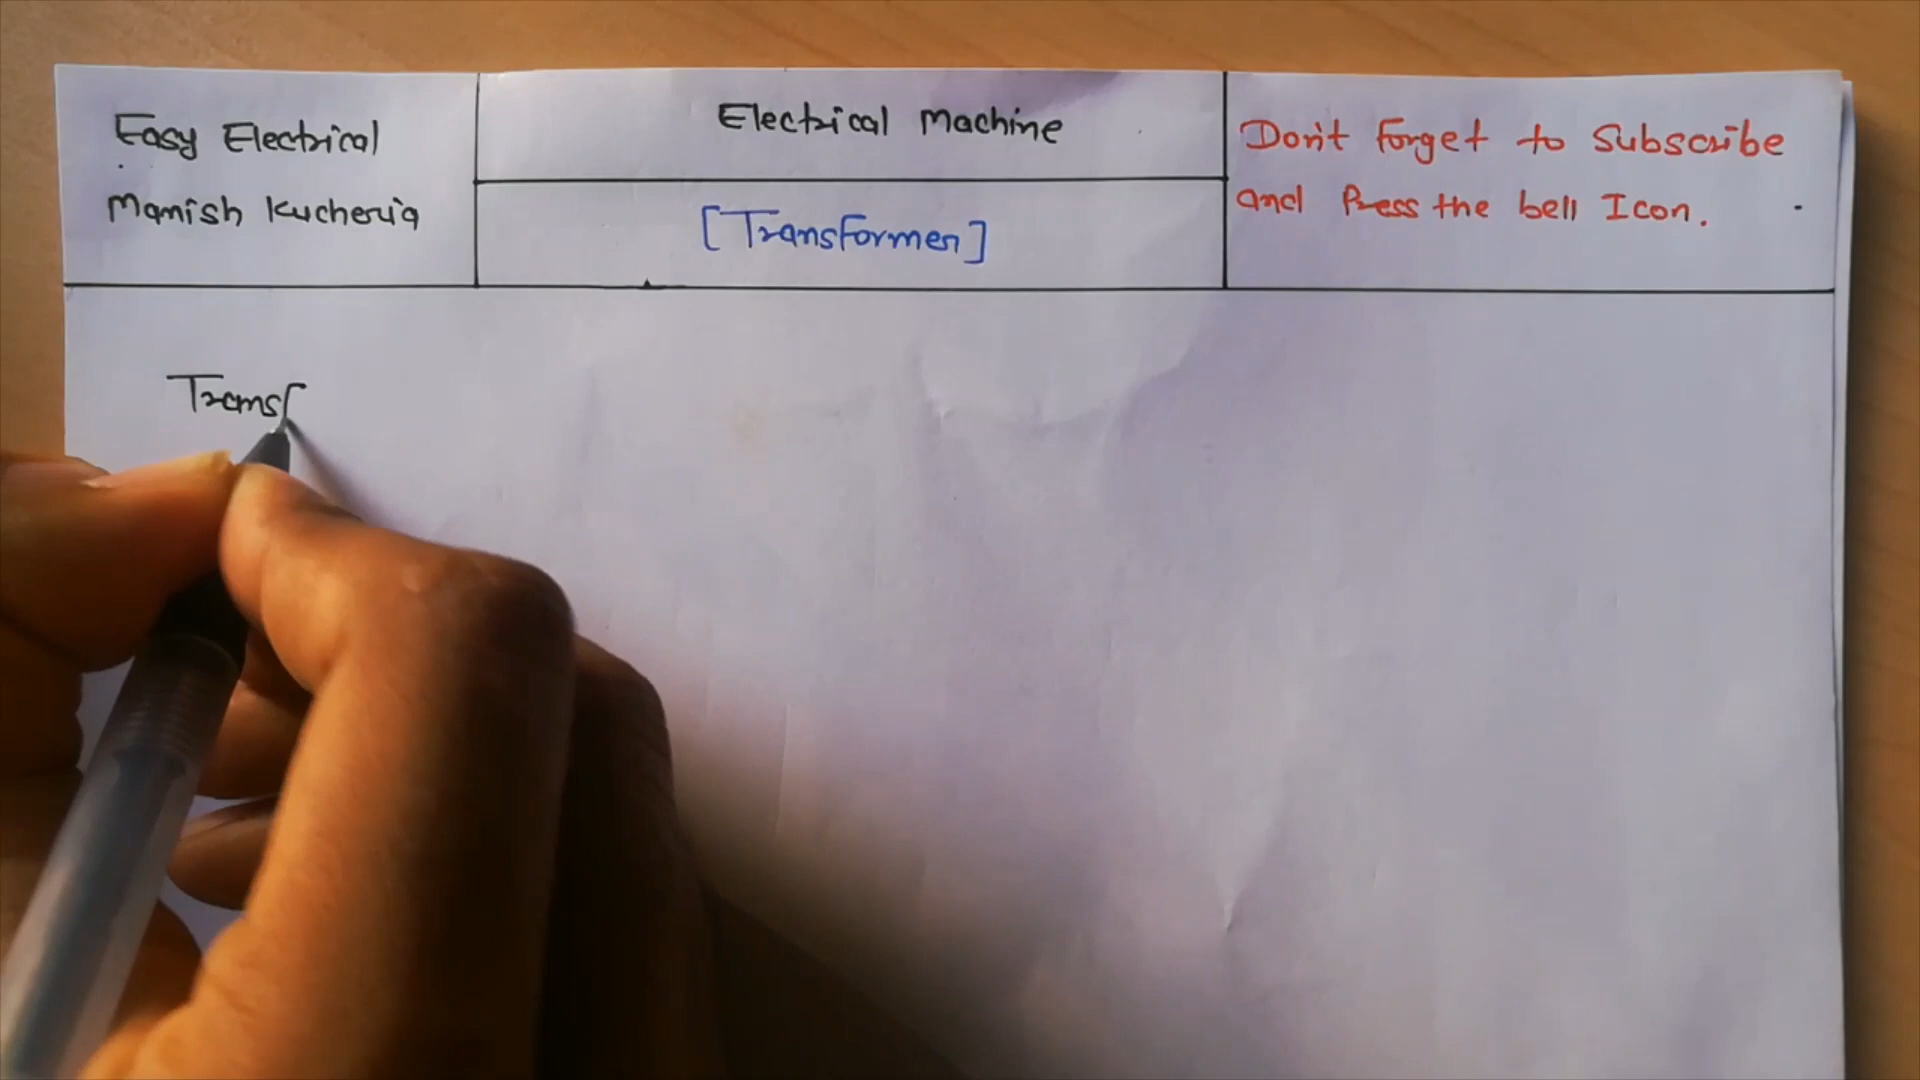 Easy Electrical
Manish Kucheria
Electrical Machine
[Transformer]
Don't forget to Subscribe
and Press the bell Icon.
Transf